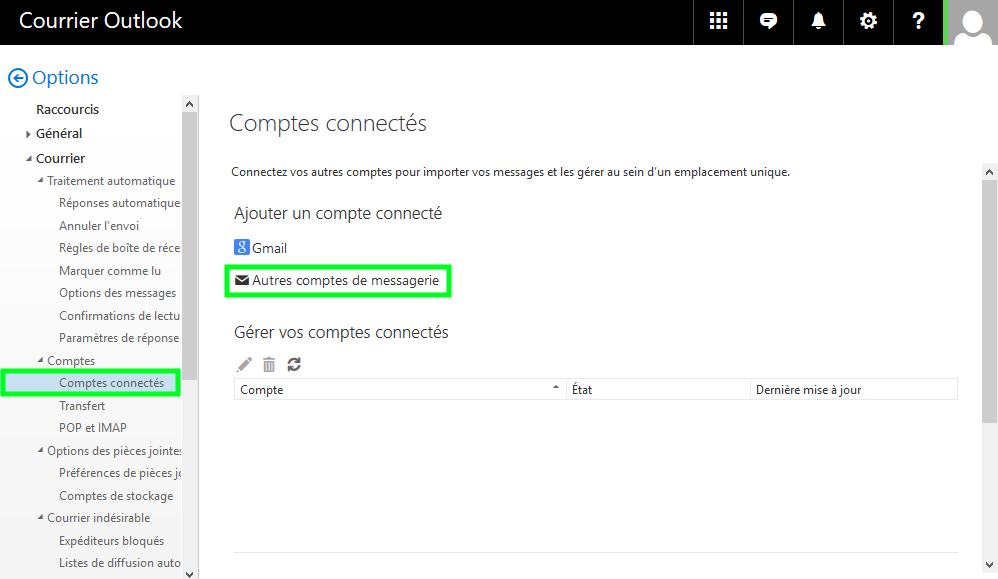 Courrier Outlook
?
Options
Raccourcis
Général
Courrier
Traitement automatique
Réponses automatique
Annuler l'envoi
Règles de boîte de réce
Marquer comme lu
Options des messages
Confirmations de lectu
Paramètres de réponse
Comptes
Comptes connectés
Transfert
POP et IMAP
Options des pièces jointes
Préférences de pièces jo
Comptes de stockage
Courrier indésirable
Expéditeurs bloqués
Listes de diffusion auto
Comptes connectés
Connectez vos autres comptes pour importer vos messages et les gérer au sein d'un emplacement unique.
Ajouter un compte connecté
8 Gmail
Autres comptes de messagerie
Gérer vos comptes connectés
Compte État Dernière mise à jour